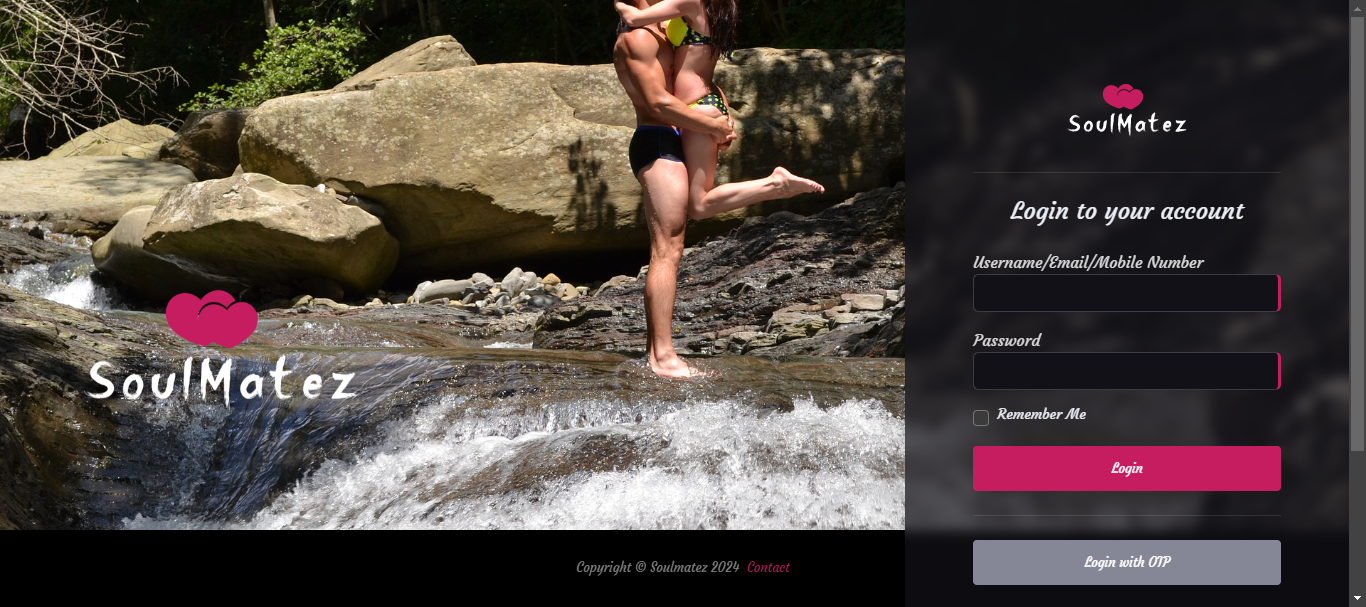 SoulMatez
Copyright © Soulmatez 2024 Contact
SoulMatez
Login to your account
Username/Email/Mobile Number
Password
Remember Me
Login
Login with OTP